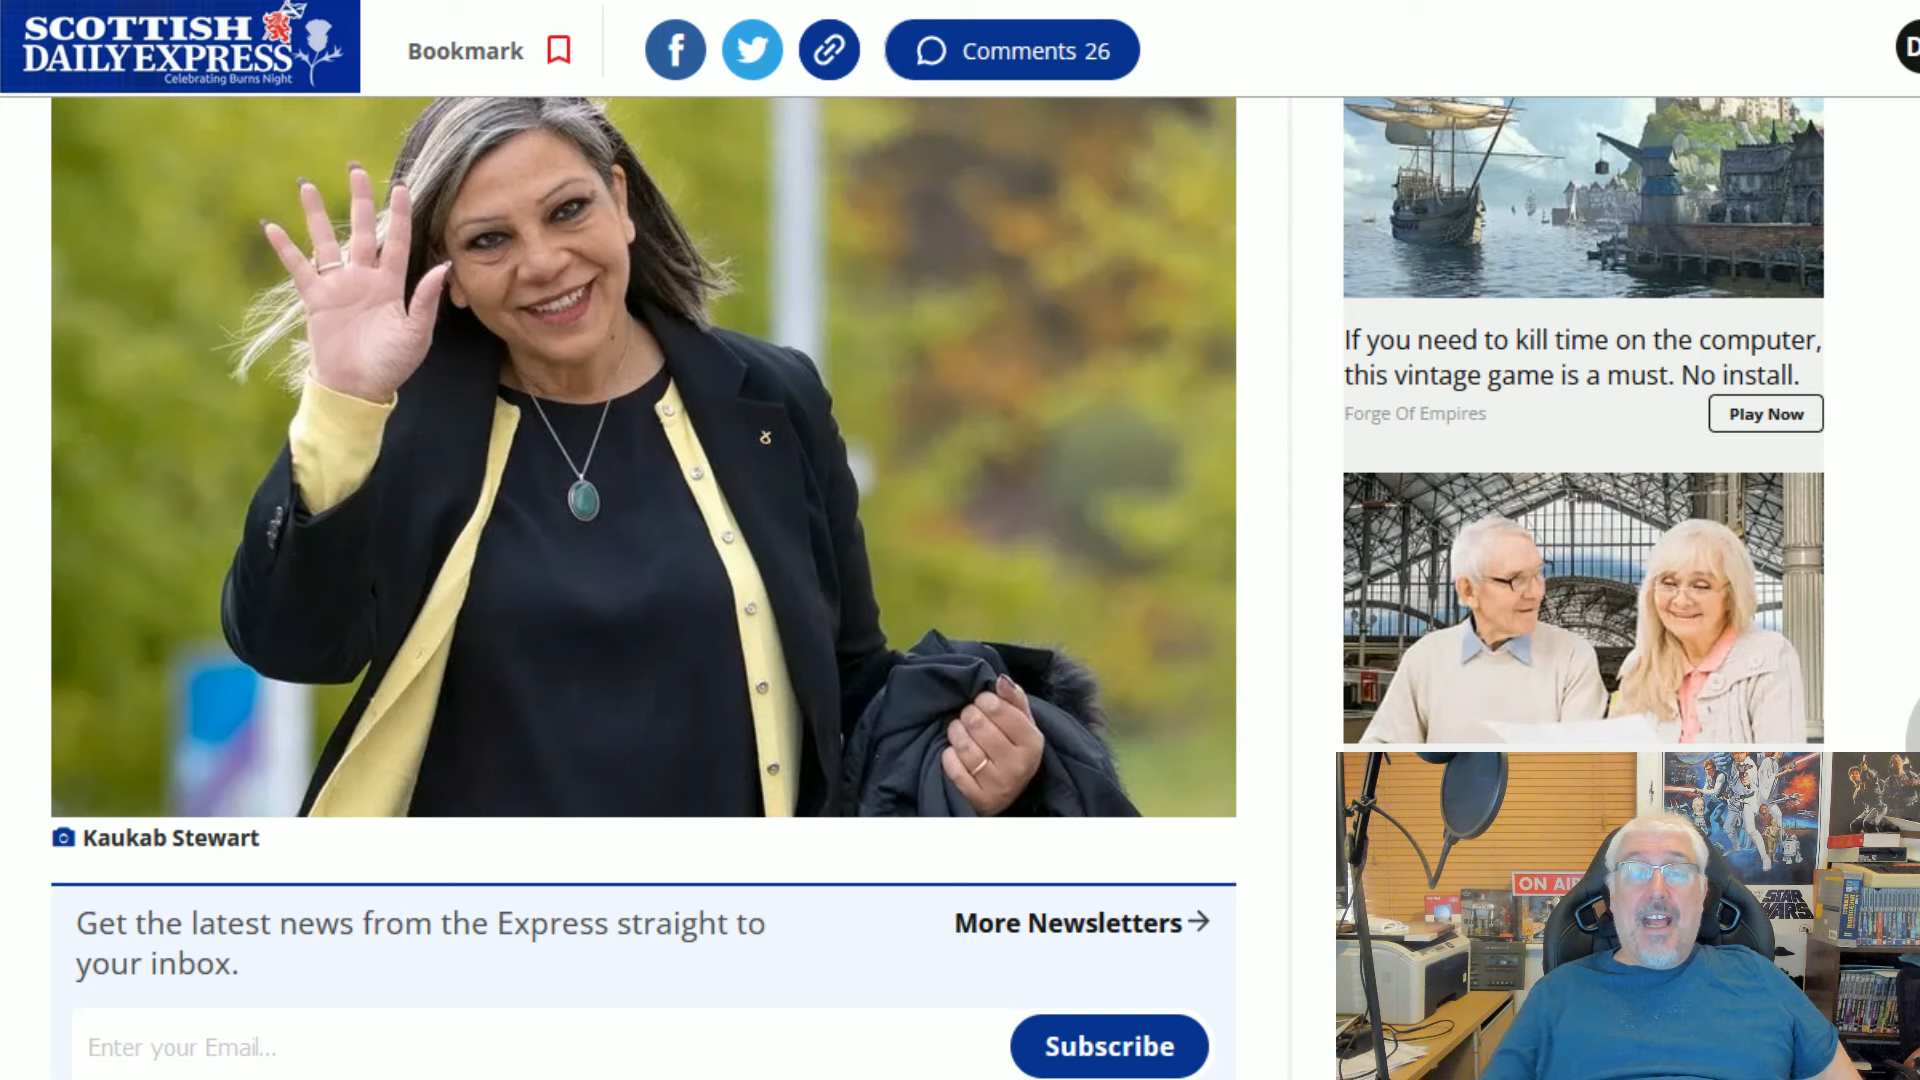 SCOTTISH
DAILY EXPRESS
Celebrating Burns Night
Bookmark
Comments 26
D
If you need to kill time on the computer,
this vintage game is a must. No install.
Forge Of Empires
Play Now
Kaukab Stewart
Get the latest news from the Express straight to
your inbox.
More Newsletters
Enter your Email...
Subscribe
ON AI
STAR
WARS